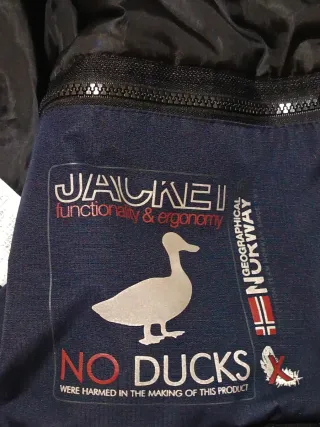 JACKET
functionality & ergonomy
GEOGRAPHICAL
NORWAY
NO DUCKS
WERE HARMED IN THE MAKING OF THIS PRODUCT